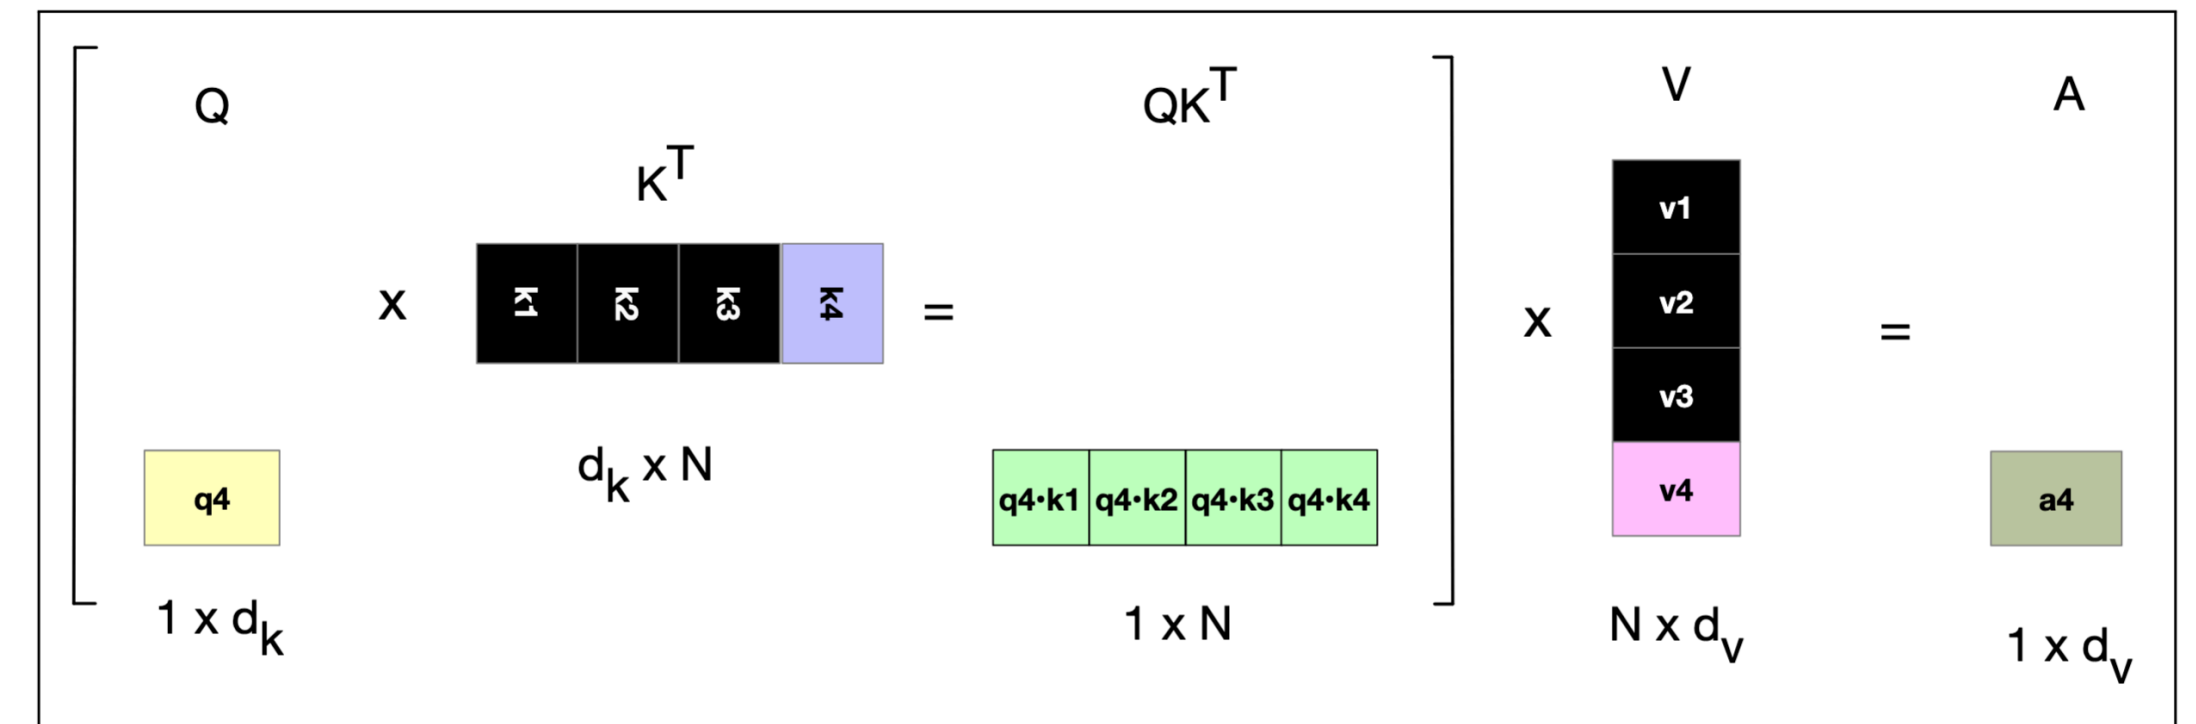 Q
x
K^T
k1 k2 k3 k4
d_k x N
=
QK^T
q4
1 x d_k
q4•k1 q4•k2 q4•k3 q4•k4
1 x N
x
V
v1
v2
v3
v4
N x d_v
=
A
a4
1 x d_v